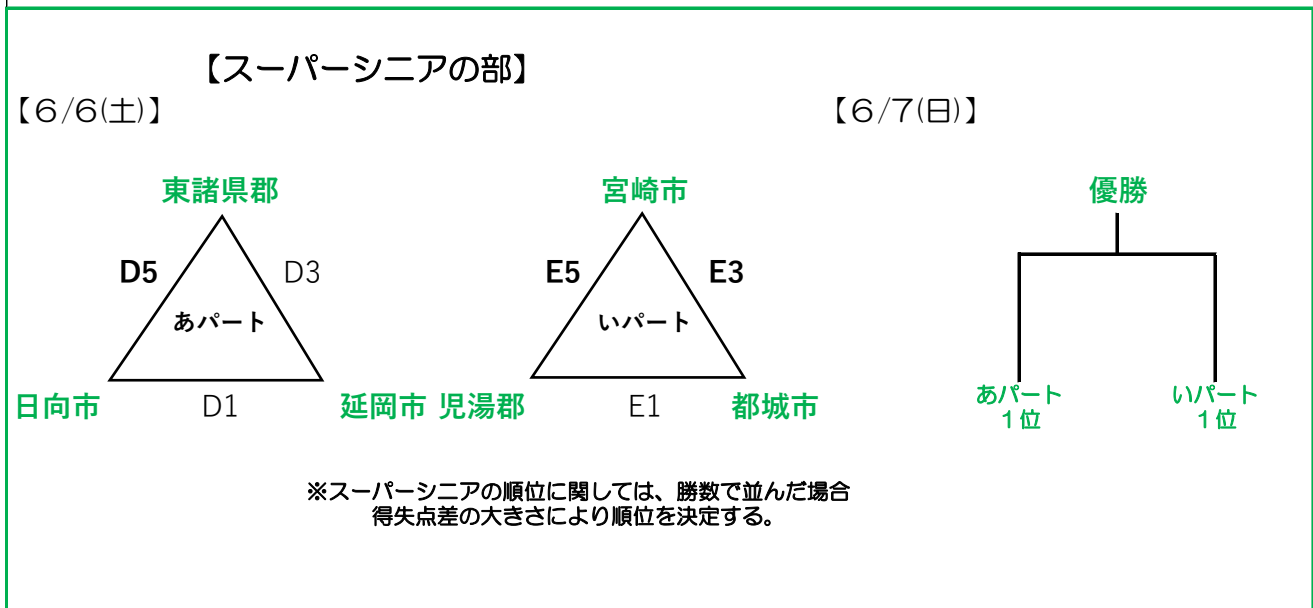 【スーパーシニアの部】
【6/6(土)】
【6/7(日)】
東諸県郡
宮崎市
優勝
D5
D3
E5
E3
あパート
いパート
日向市
D1
延岡市
児湯郡
E1
都城市
あパート
1位
いパート
1位
※スーパーシニアの順位に関しては、勝数で並んだ場合
得失点差の大きさにより順位を決定する。